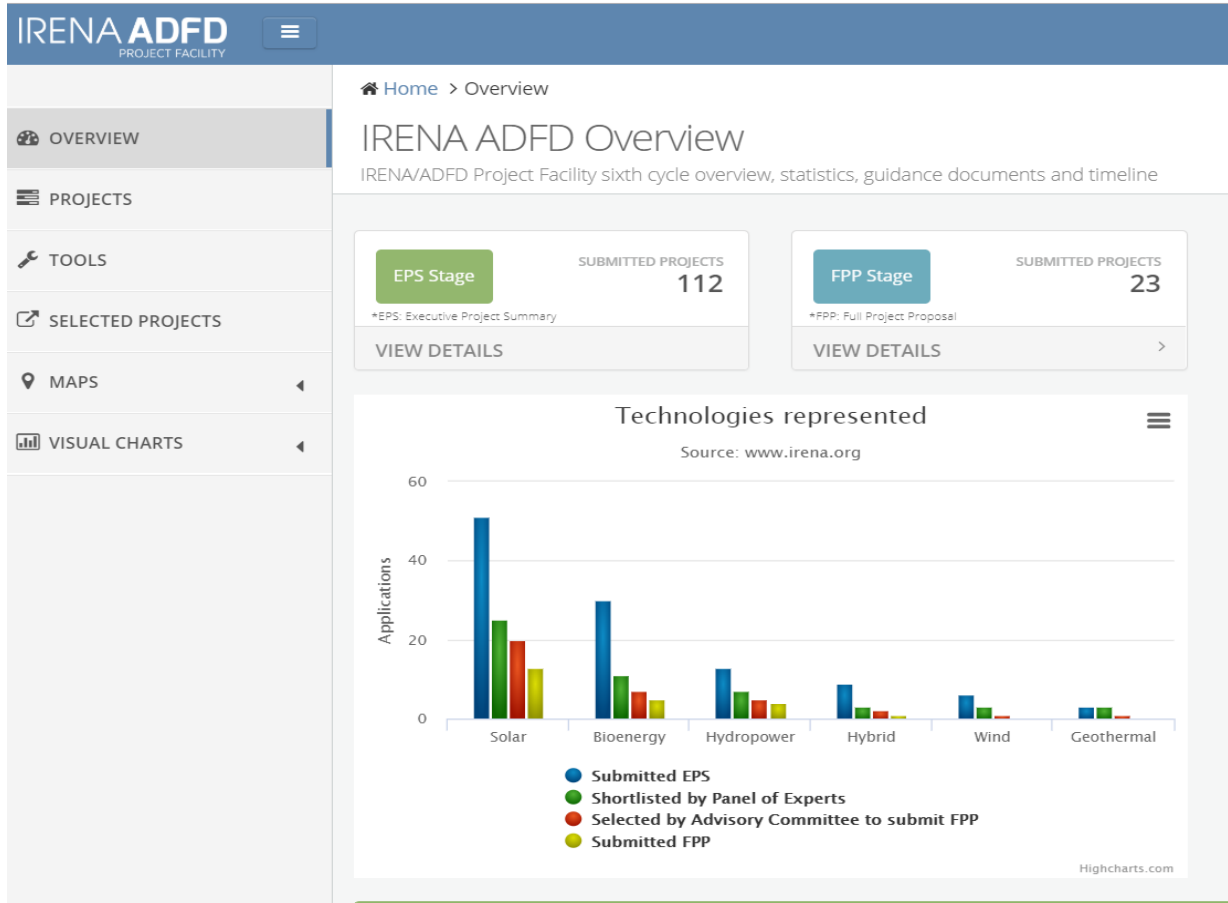 IRENA ADFD
PROJECT FACILITY
Home > Overview
IRENA ADFD Overview
IRENA/ADFD Project Facility sixth cycle overview, statistics, guidance documents and timeline
OVERVIEW
PROJECTS
TOOLS
SELECTED PROJECTS
MAPS
VISUAL CHARTS
EPS Stage
SUBMITTED PROJECTS
112
*EPS: Executive Project Summary
VIEW DETAILS
FPP Stage
SUBMITTED PROJECTS
23
*FPP: Full Project Proposal
VIEW DETAILS >
Technologies represented
Source: www.irena.org
Applications
60
40
20
0
Solar Bioenergy Hydropower Hybrid Wind Geothermal
Submitted EPS
Shortlisted by Panel of Experts
Selected by Advisory Committee to submit FPP
Submitted FPP
Highcharts.com